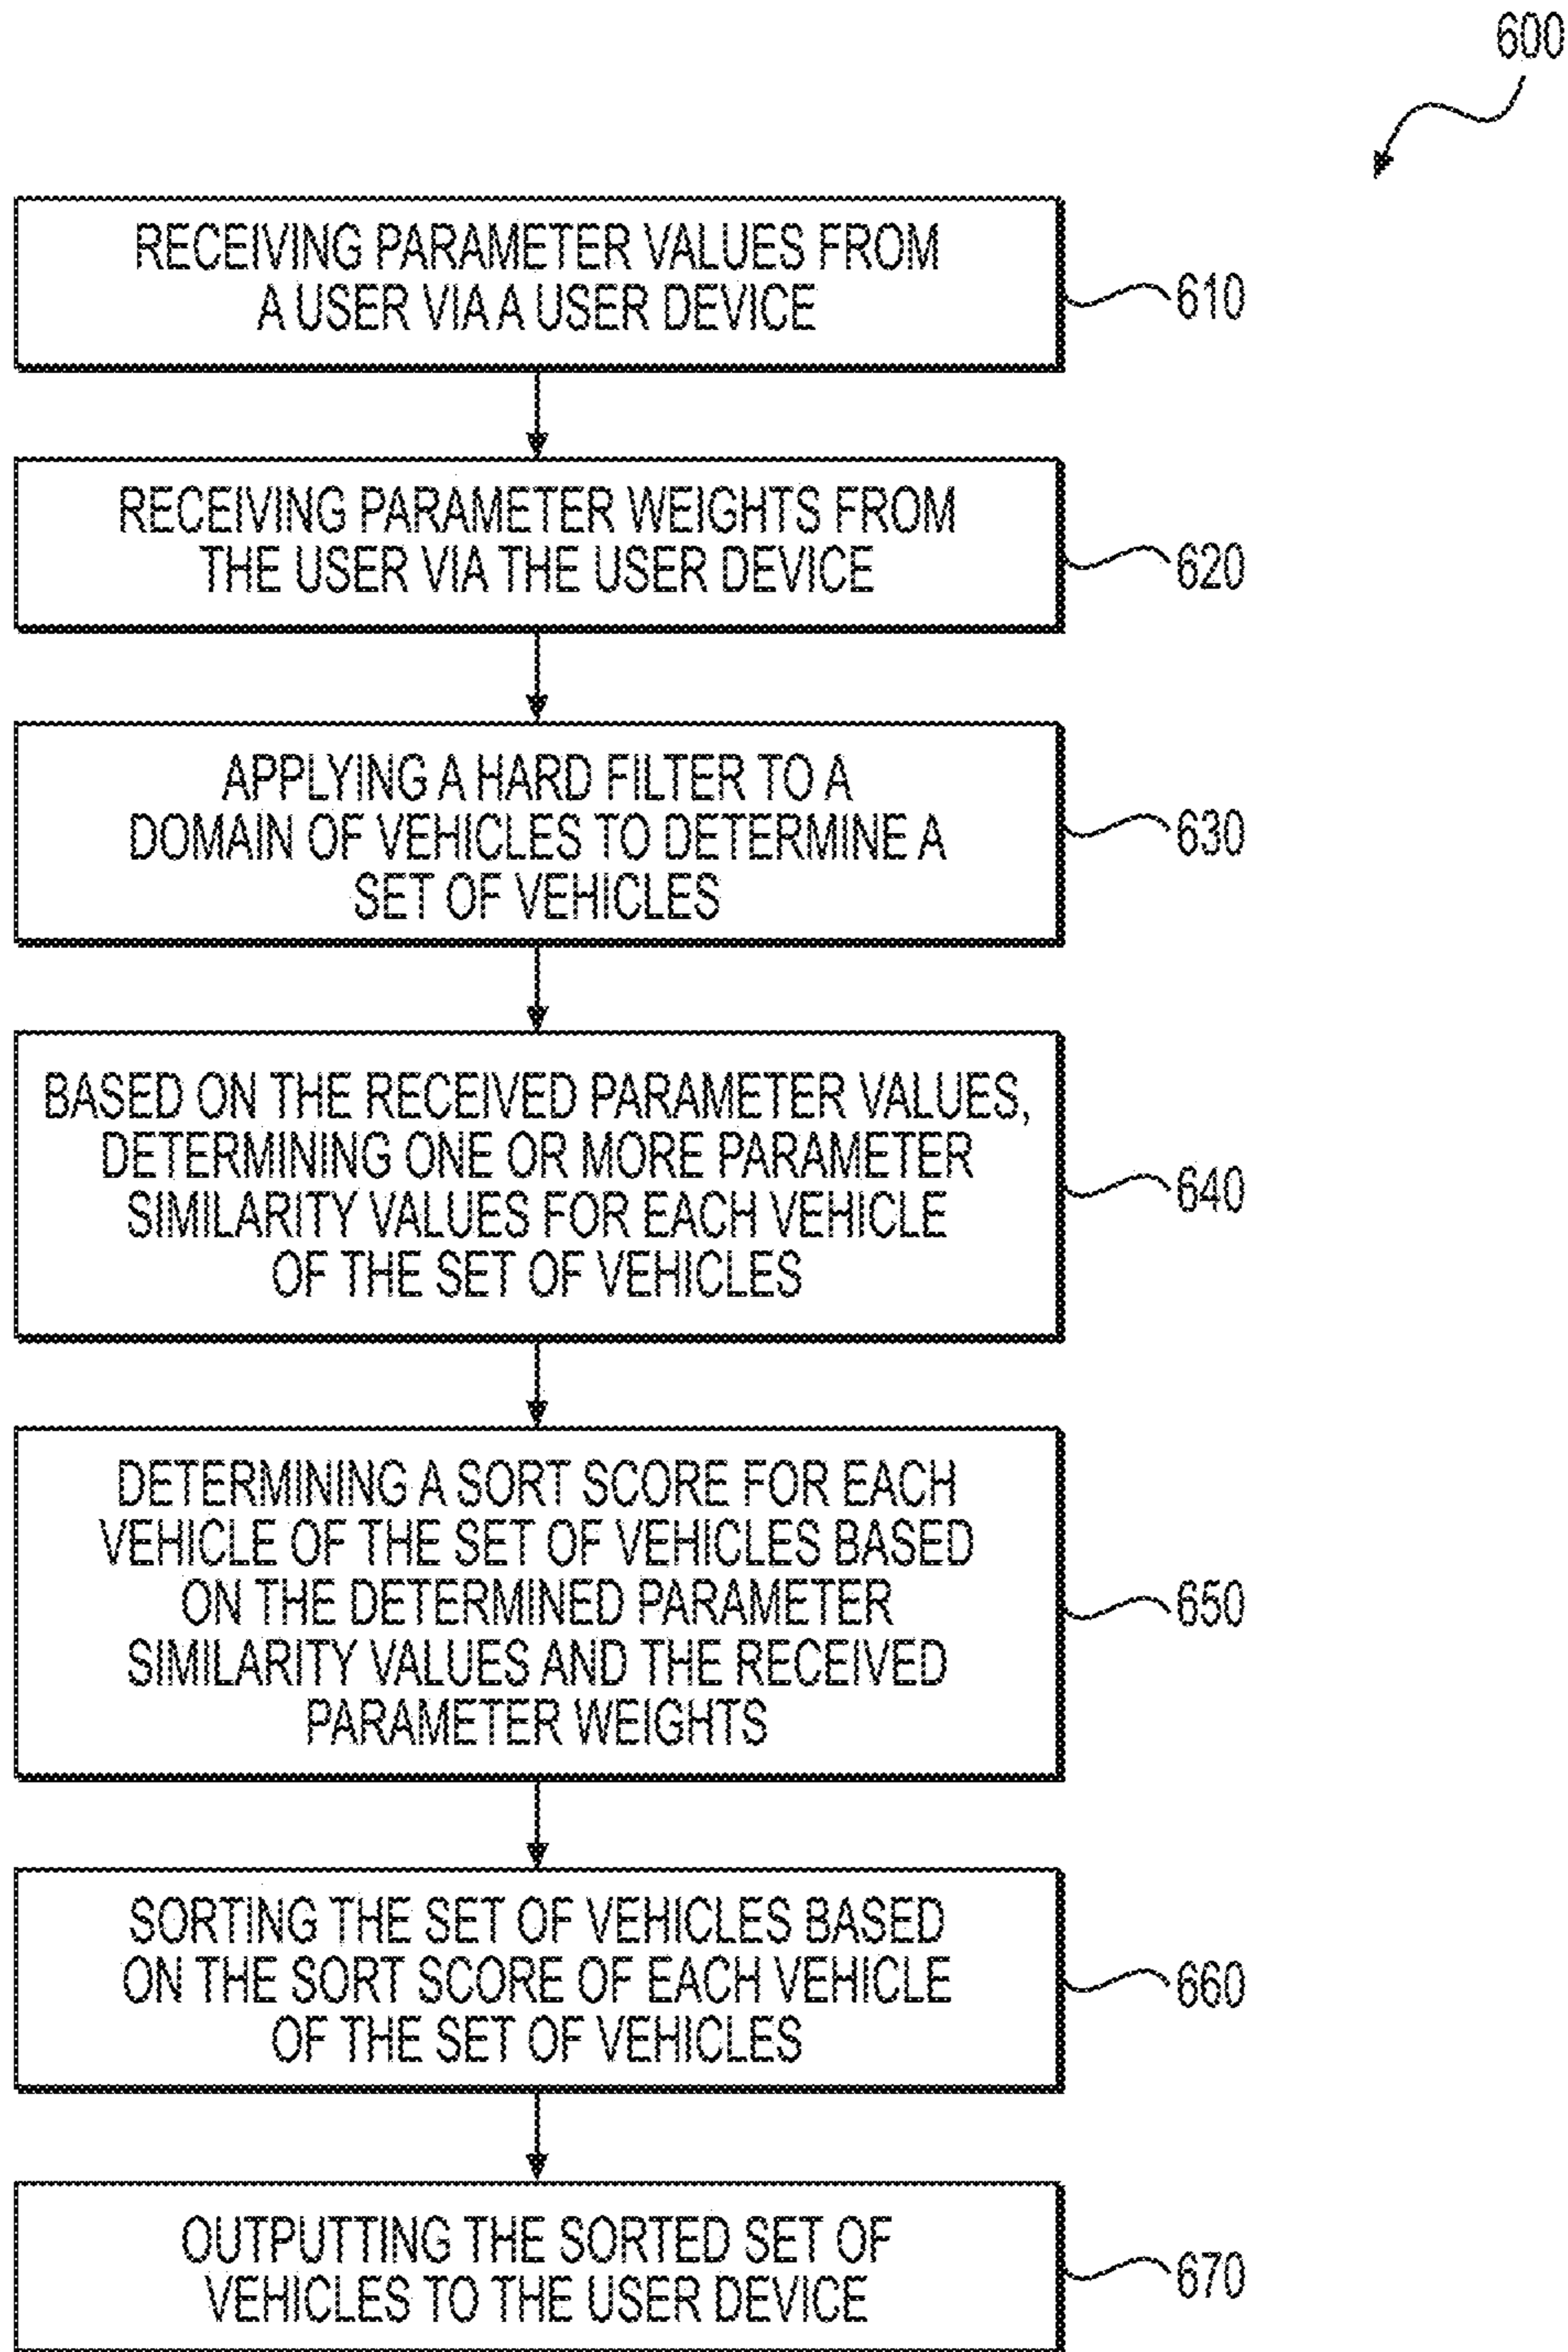 600
RECEIVING PARAMETER VALUES FROM
A USER VIA A USER DEVICE
610
RECEIVING PARAMETER WEIGHTS FROM
THE USER VIA THE USER DEVICE
620
APPLYING A HARD FILTER TO A
DOMAIN OF VEHICLES TO DETERMINE A
SET OF VEHICLES
630
BASED ON THE RECEIVED PARAMETER VALUES,
DETERMINING ONE OR MORE PARAMETER
SIMILARITY VALUES FOR EACH VEHICLE
OF THE SET OF VEHICLES
640
DETERMINING A SORT SCORE FOR EACH
VEHICLE OF THE SET OF VEHICLES BASED
ON THE DETERMINED PARAMETER
SIMILARITY VALUES AND THE RECEIVED
PARAMETER WEIGHTS
650
SORTING THE SET OF VEHICLES BASED
ON THE SORT SCORE OF EACH VEHICLE
OF THE SET OF VEHICLES
660
OUTPUTTING THE SORTED SET OF
VEHICLES TO THE USER DEVICE
670